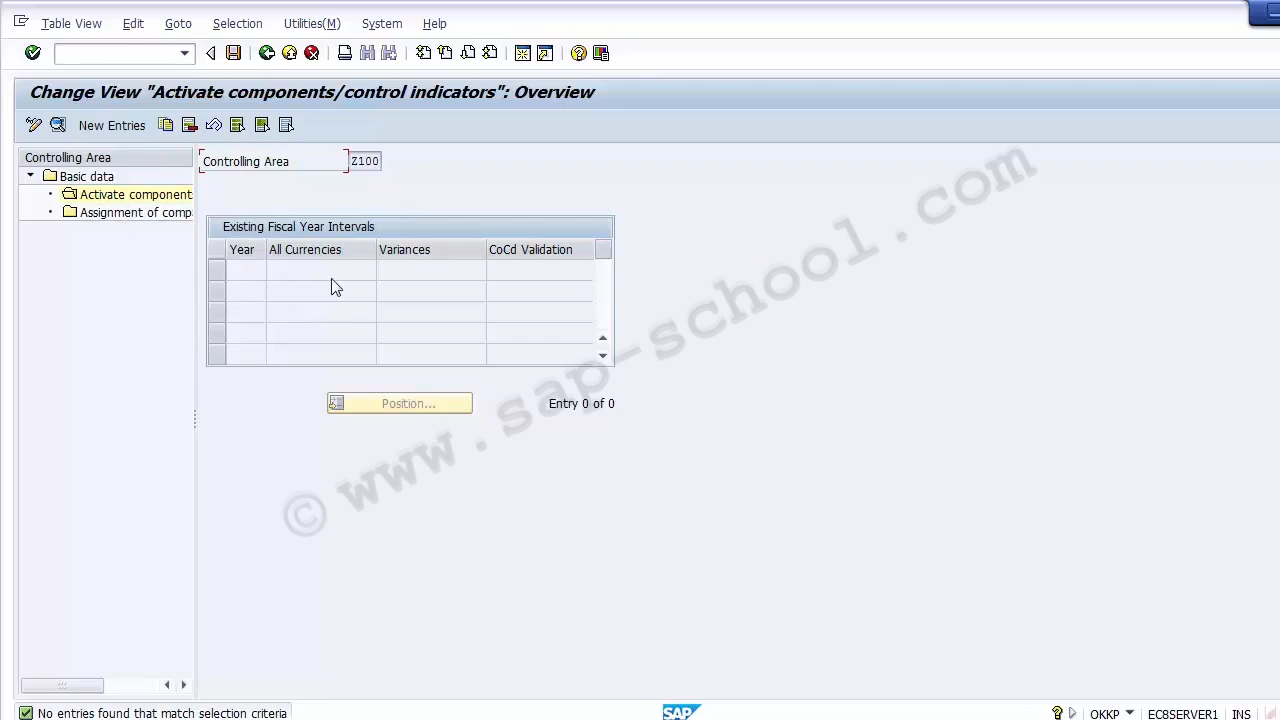 Table View Edit Goto Selection Utilities(M) System Help
Change View "Activate components/control indicators": Overview
New Entries
Controlling Area
Basic data
Activate component
Assignment of comp
Controlling Area Z100
Existing Fiscal Year Intervals
Year All Currencies Variances CoCd Validation
Position... Entry 0 of 0
© www.sap-school.com
No entries found that match selection criteria
SAP
OKKP EC8SERVER1 INS